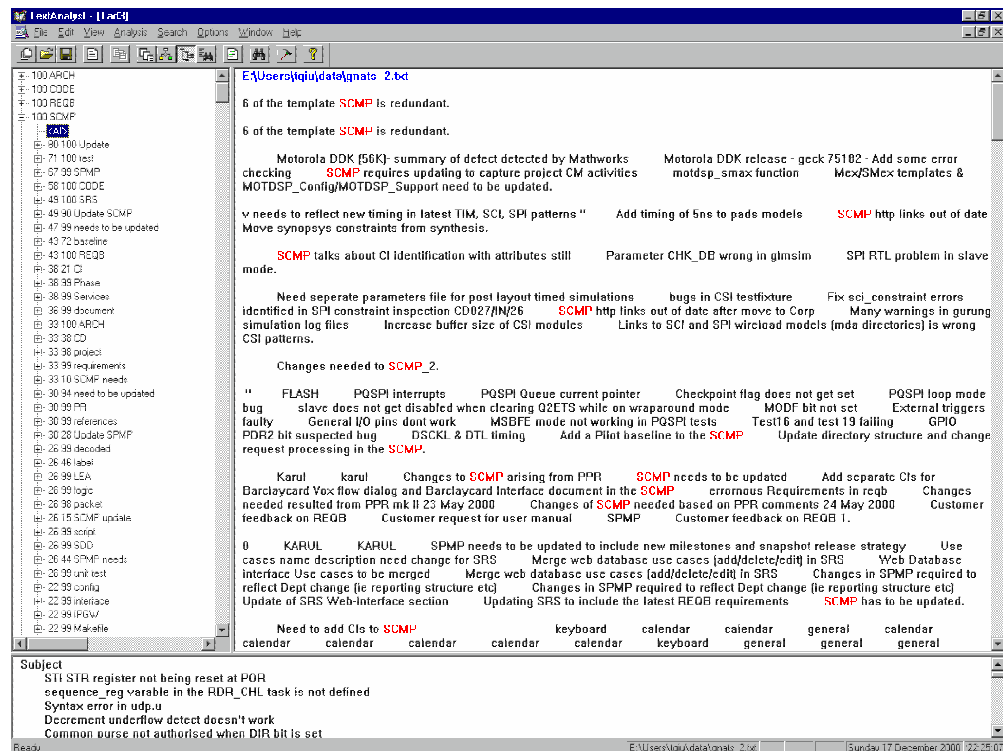 TextAnalyst - [Tar3]
File Edit View Analysis Search Options Window Help
100 ARCH
100 CODE
100 REQB
100 SCMP
<All>
80 100 Update
71 100 test
67 99 SPMP
58 100 CODE
49 100 SRS
49 90 Update SCMP
47 99 needs to be updated
43 72 baseline
43 100 REQB
38 21 CI
38 99 Phase
38 99 Services
36 99 document
33 100 ARCH
33 38 CD
33 98 project
33 99 requirements
33 10 SCMP needs
30 94 need to be updated
30 99 PR
30 99 references
30 28 Update SPMP
26 99 decoded
26 46 label
26 99 LEA
26 99 logic
26 98 packet
26 15 SCMP update
26 99 script
26 99 SDD
26 44 SPMP needs
26 99 unit test
22 99 config
22 99 interface
22 99 IPGW
22 99 Makefile
E:\Users\tqiu\data\gnats_2.txt
6 of the template SCMP is redundant.
6 of the template SCMP is redundant.
Motorola DDK (56K)- summary of defect detected by Mathworks Motorola DDK release - geck 75182 - Add some error
checking SCMP requires updating to capture project CM activities motdsp_smax function Mex/SMex templates &
MOTDSP_Config/MOTDSP_Support need to be updated.
v needs to reflect new timing in latest TIM, SCI, SPI patterns " Add timing of 5ns to pads models SCMP http links out of date
Move synopsys constraints from synthesis.
SCMP talks about CI identification with attributes still Parameter CHK_DB wrong in glmsim SPI RTL problem in slave
mode.
Need seperate parameters file for post layout timed simulations bugs in CSI testfixture Fix sci_constraint errors
identified in SPI constraint inspection CD027/IN/26 SCMP http links out of date after move to Corp Many warnings in gurung
simulation log files Increase buffer size of CSI modules Links to SCI and SPI wireload models (mda directories) is wrong
CSI patterns.
Changes needed to SCMP_2.
" FLASH PQSPI interrupts PQSPI Queue current pointer Checkpoint flag does not get set PQSPI loop mode
bug slave does not get disabled when clearing Q2ETS while on wraparound mode MODF bit not set External triggers
faulty General I/O pins dont work MSBFE mode not working in PQSPI tests Test16 and test 19 failing GPIO
PDR2 bit suspected bug DSCKL & DTL timing Add a Pilot baseline to the SCMP Update directory structure and change
request processing in the SCMP.
Karul karul Changes to SCMP arising from PPR SCMP needs to be updated Add separate CIs for
Barclaycard Vox flow dialog and Barclaycard Interface document in the SCMP errornous Requirements in reqb Changes
needed resulted from PPR mk II 23 May 2000 Changes of SCMP needed based on PPR comments 24 May 2000 Customer
feedback on REQB Customer request for user manual SPMP Customer feedback on REQB 1.
0 KARUL KARUL SPMP needs to be updated to include new milestones and snapshot release strategy Use
cases name description need change for SRS Merge web database use cases (add/delete/edit) in SRS Web Database
interface Use cases to be merged Merge web database use cases (add/delete/edit) in SRS Changes in SPMP required to
reflect Dept change (ie reporting structure etc) Changes in SPMP required to reflect Dept change (ie reporting structure etc)
Update of SRS Web-interface section Updating SRS to include the latest REQB requirements SCMP has to be updated.
Need to add CIs to SCMP keyboard calendar calendar general calendar
calendar calendar calendar calendar calendar keyboard general general general
Subject
STFSTR register not being reset at POR
sequence_reg varable in the RDR_CHL task is not defined
Syntax error in udp.u
Decrement underflow detect doesn't work
Common purse not authorised when DIR bit is set
Ready
E:\Users\tqiu\data\gnats_2.txt Sunday 17 December 2000